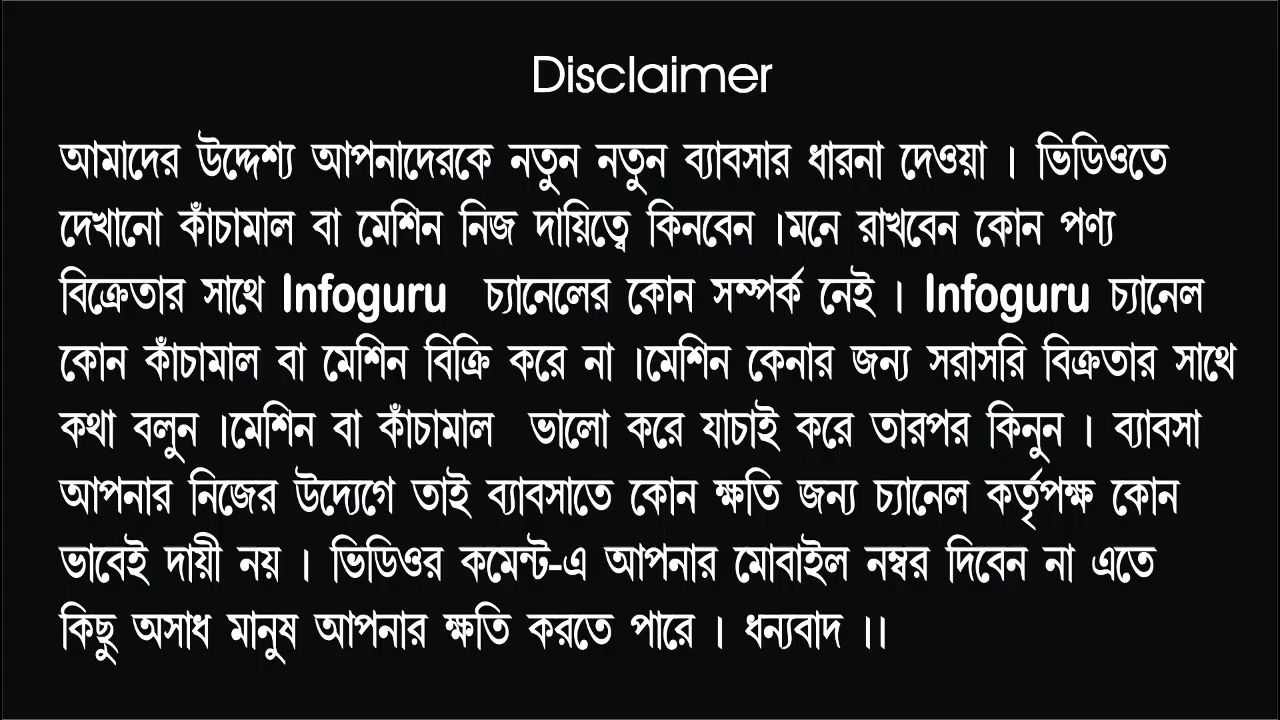 Disclaimer
আমাদের উদ্দেশ্য আপনাদেরকে নতুন নতুন ব্যাবসার ধারনা দেওয়া । ভিডিওতে
দেখানো কাঁচামাল বা মেশিন নিজ দায়িত্বে কিনবেন ।মনে রাখবেন কোন পণ্য
বিক্রেতার সাথে Infoguru চ্যানেলের কোন সম্পর্ক নেই । Infoguru চ্যানেল
কোন কাঁচামাল বা মেশিন বিক্রি করে না ।মেশিন কেনার জন্য সরাসরি বিক্রতার সাথে
কথা বলুন ।মেশিন বা কাঁচামাল ভালো করে যাচাই করে তারপর কিনুন । ব্যাবসা
আপনার নিজের উদ্যেগে তাই ব্যাবসাতে কোন ক্ষতি জন্য চ্যানেল কর্তৃপক্ষ কোন
ভাবেই দায়ী নয় । ভিডিওর কমেন্ট-এ আপনার মোবাইল নম্বর দিবেন না এতে
কিছু অসাধ মানুষ আপনার ক্ষতি করতে পারে । ধন্যবাদ ।।